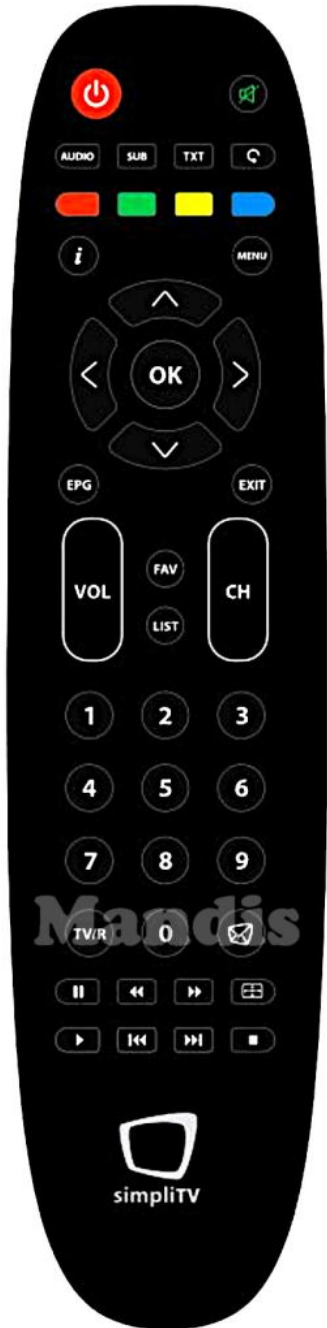 AUDIO SUB TXT
i MENU
OK
EPG EXIT
VOL FAV CH
LIST
1 2 3
4 5 6
7 8 9
Mandis
TV/R 0
simpliTV